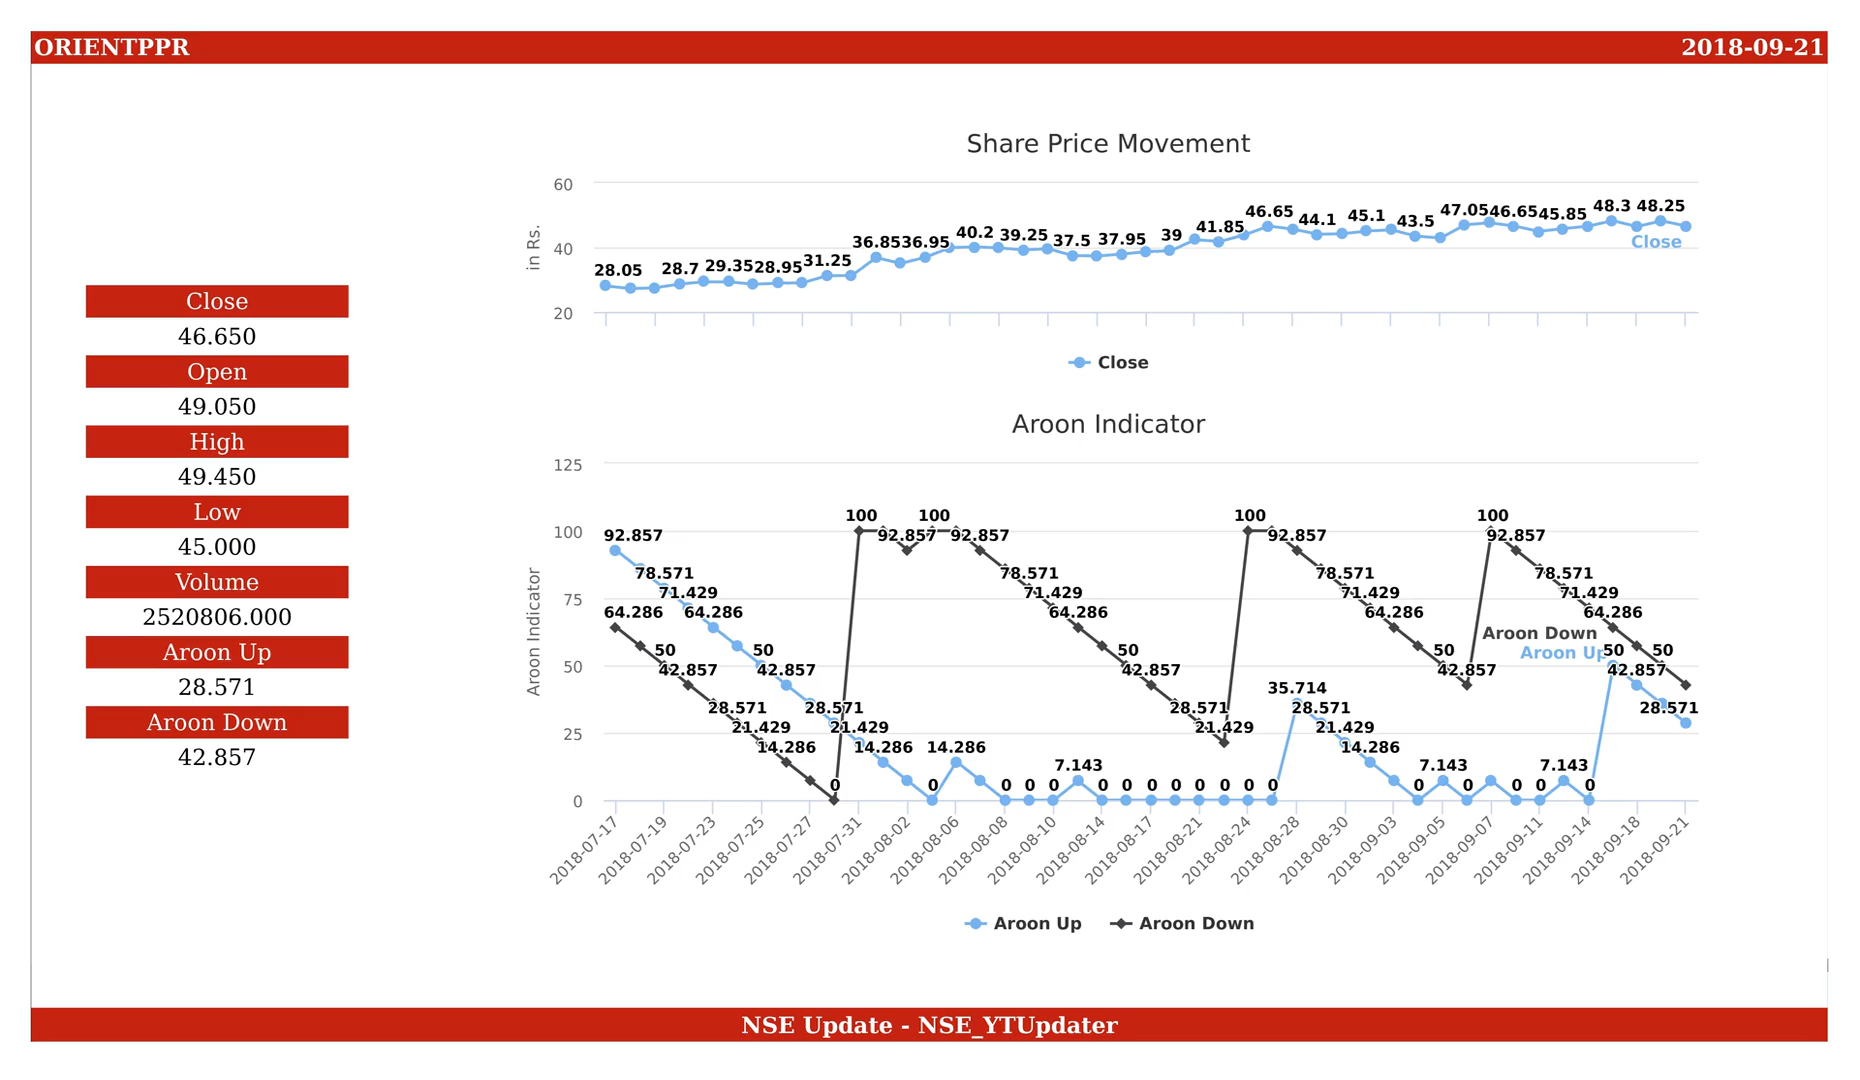 ORIENTPPR 2018-09-21
Close
46.650
Open
49.050
High
49.450
Low
45.000
Volume
2520806.000
Aroon Up
28.571
Aroon Down
42.857
Share Price Movement
in Rs.
60
40
20
28.05 28.7 29.35 28.95 31.25 36.85 36.95 40.2 39.25 37.5 37.95 39 41.85 46.65 44.1 45.1 43.5 47.05 46.65 45.85 48.3 48.25
Close
Close
Aroon Indicator
Aroon Indicator
125
100
75
50
25
0
100 100 100 100
92.857 92.857 92.857 92.857 92.857
78.571 78.571 78.571 78.571
71.429 71.429 71.429 71.429
64.286 64.286 64.286 64.286 64.286
Aroon Down
50 50 50 50 50 50
Aroon Up
42.857 42.857 42.857 42.857 42.857
35.714
28.571 28.571 28.571 28.571 28.571
21.429 21.429 21.429 21.429
14.286 14.286 14.286 14.286
7.143 7.143 7.143
0 0 0 0 0 0 0 0 0 0 0 0 0 0 0 0 0
2018-07-17 2018-07-19 2018-07-23 2018-07-25 2018-07-27 2018-07-31 2018-08-02 2018-08-06 2018-08-08 2018-08-10 2018-08-14 2018-08-17 2018-08-21 2018-08-24 2018-08-28 2018-08-30 2018-09-03 2018-09-05 2018-09-07 2018-09-11 2018-09-14 2018-09-18 2018-09-21
Aroon Up Aroon Down
NSE Update - NSE_YTUpdater